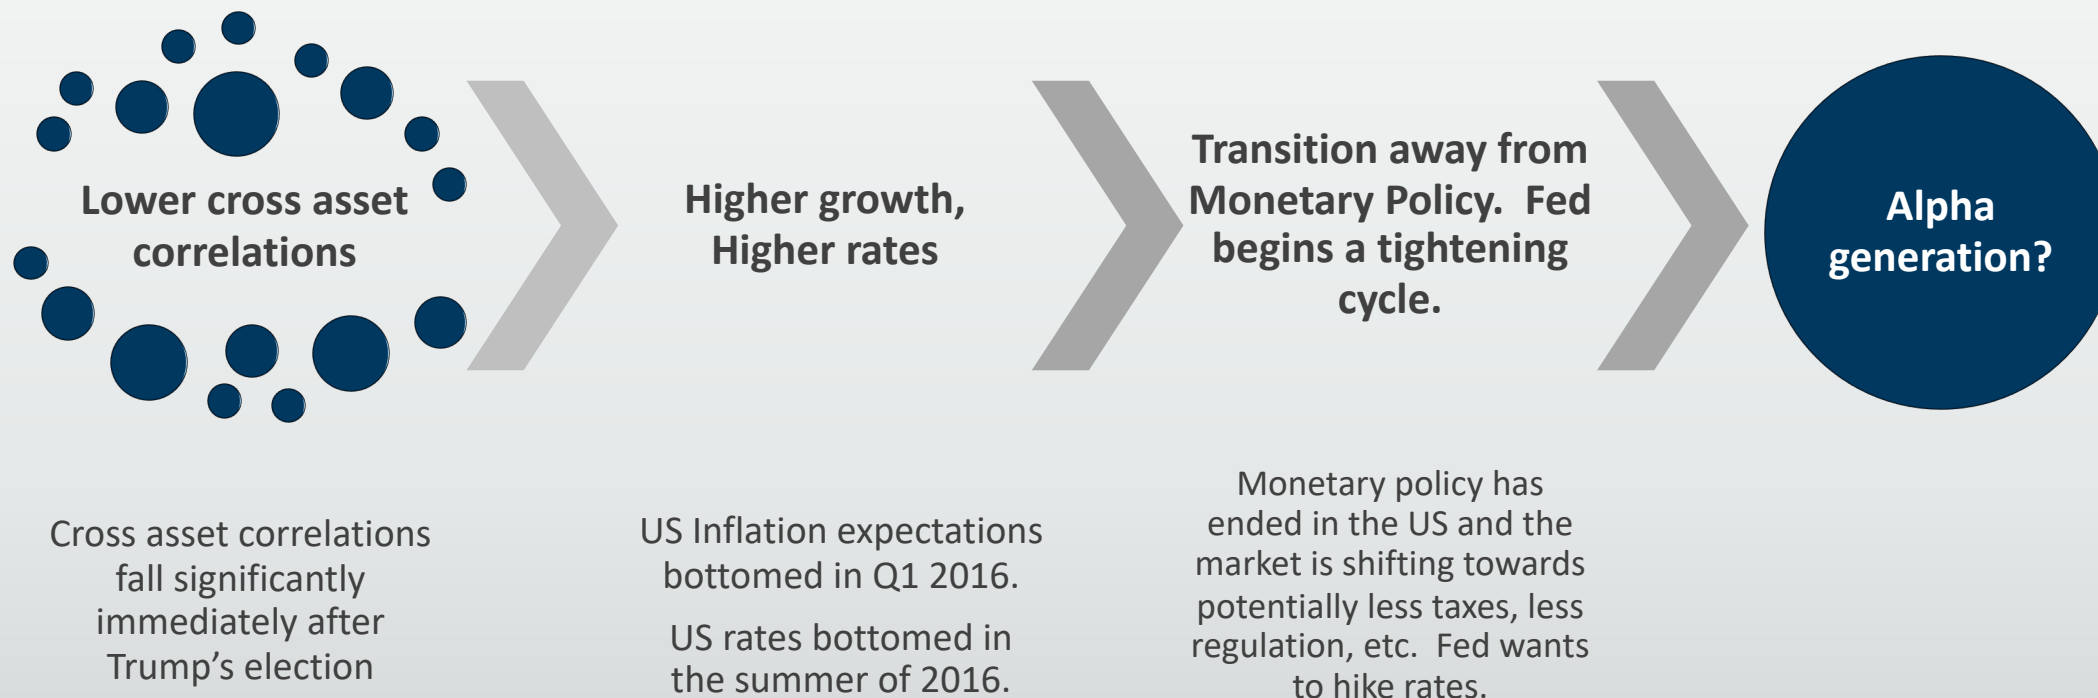 Lower cross asset
correlations
Higher growth,
Higher rates
Transition away from
Monetary Policy.  Fed
begins a tightening
cycle.
Alpha
generation?
Cross asset correlations
fall significantly
immediately after
Trump’s election
US Inflation expectations
bottomed in Q1 2016.
US rates bottomed in
the summer of 2016.
Monetary policy has
ended in the US and the
market is shifting towards
potentially less taxes, less
regulation, etc.  Fed wants
to hike rates.